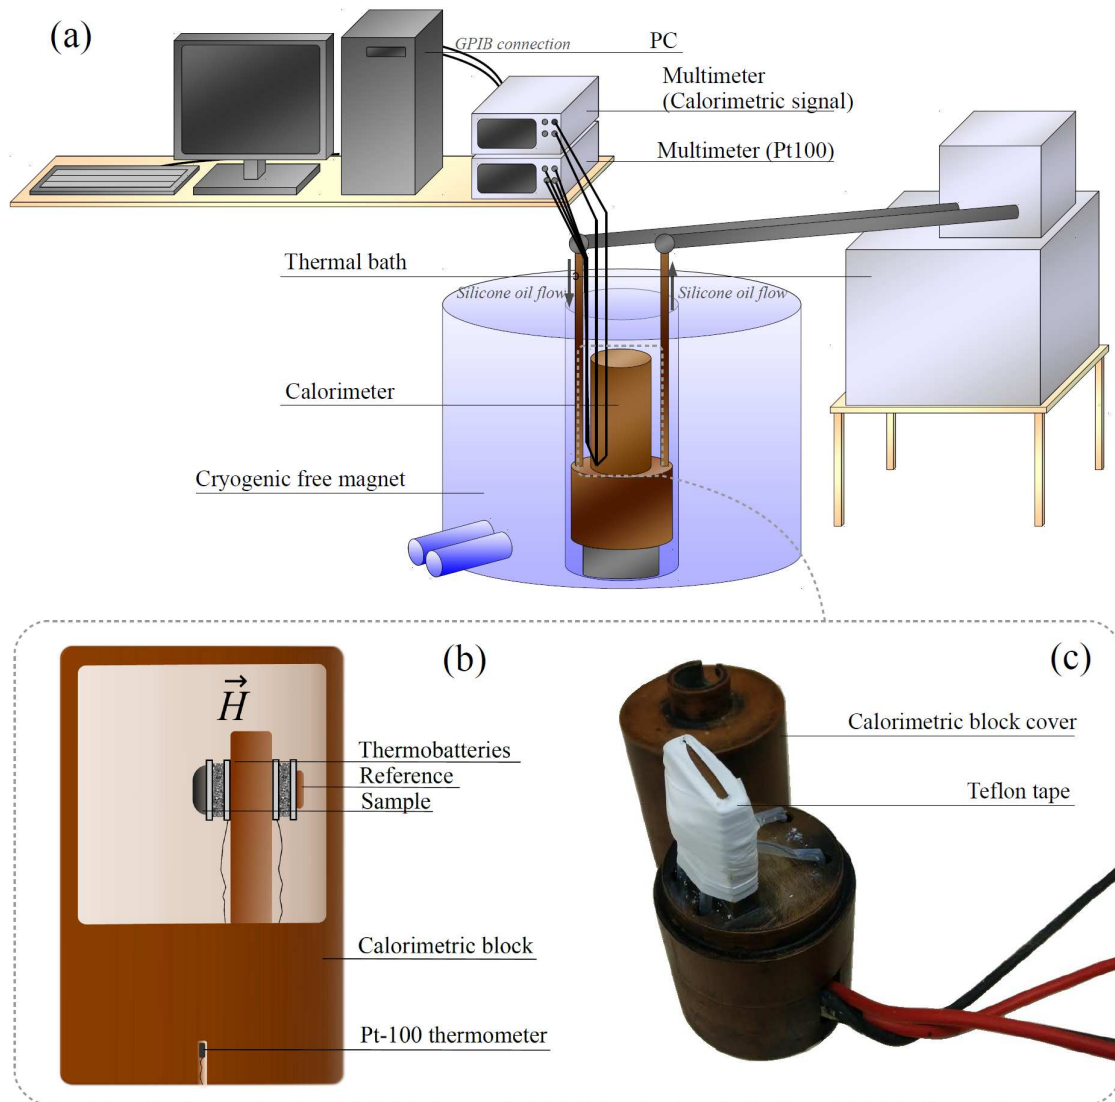 (a)
GPIB connection
PC
Multimeter
(Calorimetric signal)
Multimeter (Pt100)
Thermal bath
Silicone oil flow
Silicone oil flow
Calorimeter
Cryogenic free magnet
(b)
(c)
H
Thermobatteries
Reference
Sample
Calorimetric block cover
Teflon tape
Calorimetric block
Pt-100 thermometer